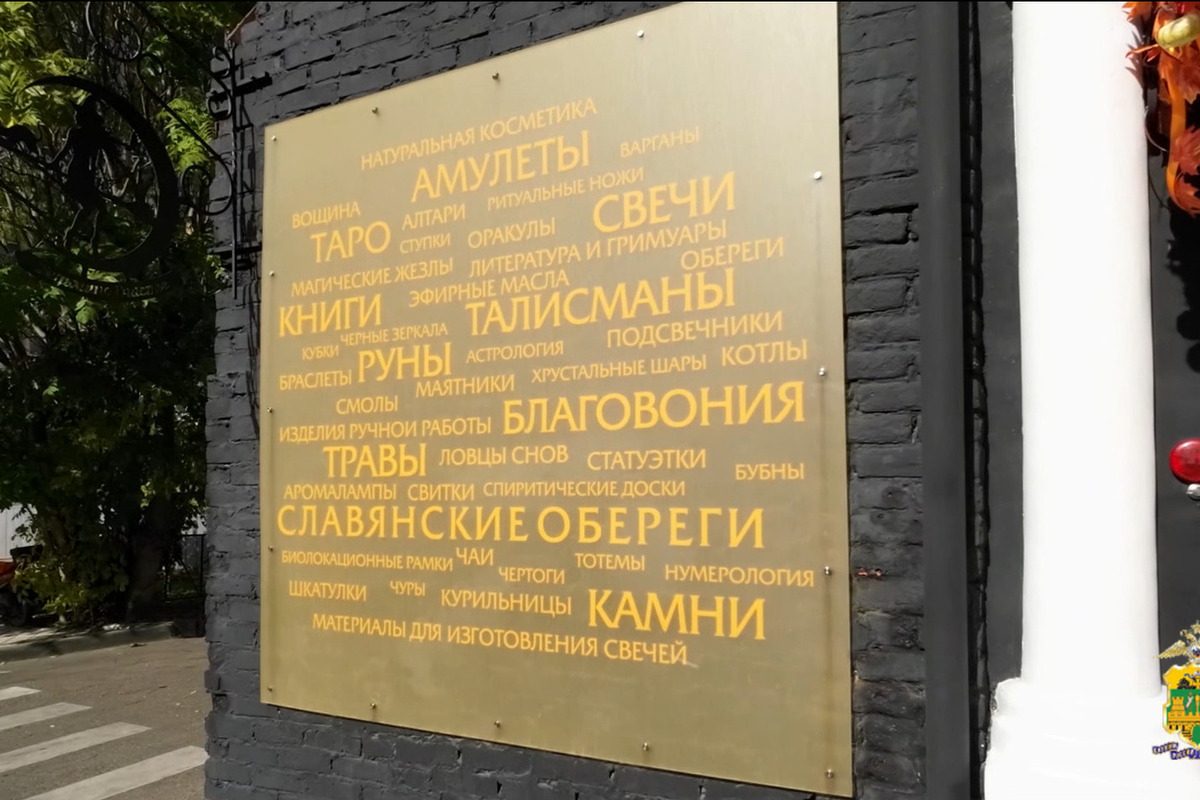 НАТУРАЛЬНАЯ КОСМЕТИКА
АМУЛЕТЫ ВАРГАНЫ
ВОЩИНА АЛТАРИ РИТУАЛЬНЫЕ НОЖИ
ТАРО СТУПКИ ОРАКУЛЫ СВЕЧИ
МАГИЧЕСКИЕ ЖЕЗЛЫ ЛИТЕРАТУРА И ГРИМУАРЫ
ЭФИРНЫЕ МАСЛА ОБЕРЕГИ
КНИГИ ТАЛИСМАНЫ
КУБКИ ЧЕРНЫЕ ЗЕРКАЛА ПОДСВЕЧНИКИ
БРАСЛЕТЫ РУНЫ АСТРОЛОГИЯ
МАЯТНИКИ ХРУСТАЛЬНЫЕ ШАРЫ КОТЛЫ
СМОЛЫ
ИЗДЕЛИЯ РУЧНОЙ РАБОТЫ БЛАГОВОНИЯ
ТРАВЫ ЛОВЦЫ СНОВ СТАТУЭТКИ БУБНЫ
АРОМАЛАМПЫ СВИТКИ СПИРИТИЧЕСКИЕ ДОСКИ
СЛАВЯНСКИЕ ОБЕРЕГИ
БИОЛОКАЦИОННЫЕ РАМКИ ЧАИ ТОТЕМЫ
ЧЕРТОГИ НУМЕРОЛОГИЯ
ШКАТУЛКИ ЧУРЫ КУРИЛЬНИЦЫ КАМНИ
МАТЕРИАЛЫ ДЛЯ ИЗГОТОВЛЕНИЯ СВЕЧЕЙ